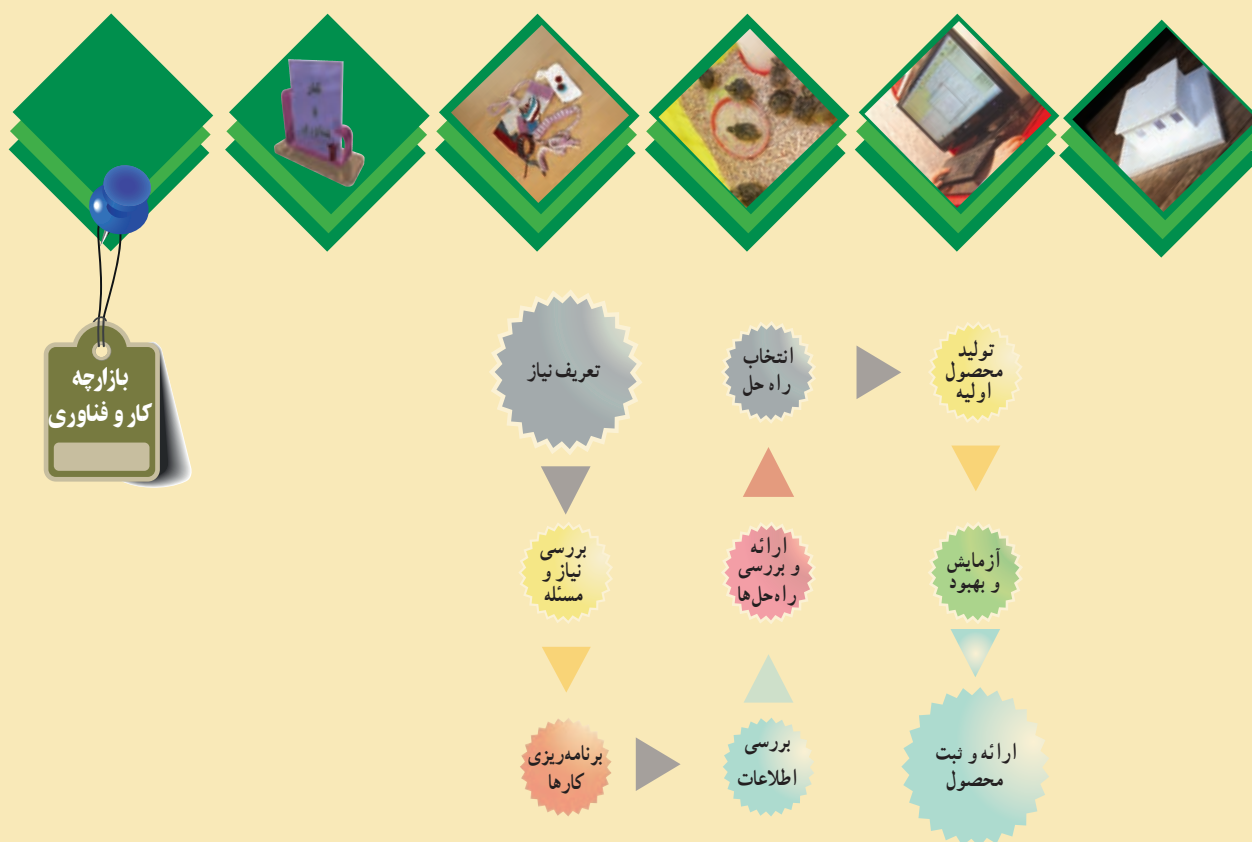 بازارچه
کار و فناوری
تعریف نیاز
بررسی
نیاز و
مسئله
برنامه‌ریزی
کارها
بررسی
اطلاعات
ارائه
و بررسی
راه‌حل‌ها
انتخاب
راه حل
تولید
محصول
اولیه
آزمایش
و بهبود
ارائه و ثبت
محصول